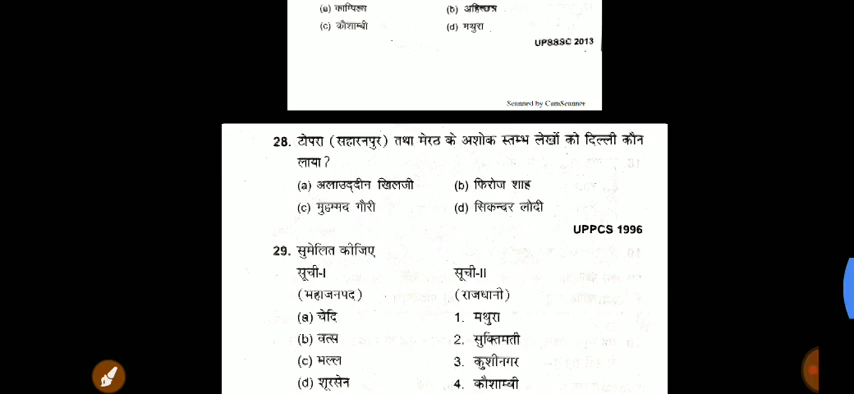 (a) काम्पिल्य (b) अहिच्छत्र
(c) कौशाम्बी (d) मथुरा
UPSSSC 2013
Scanned by CamScanner
28. टोपरा (सहारनपुर) तथा मेरठ के अशोक स्तम्भ लेखों को दिल्ली कौन
लाया?
(a) अलाउद्दीन खिलजी (b) फिरोज शाह
(c) मुहम्मद गौरी (d) सिकन्दर लोदी
UPPCS 1996
29. सुमेलित कीजिए
सूची-I सूची-II
(महाजनपद) (राजधानी)
(a) चेदि 1. मथुरा
(b) वत्स 2. सुक्तिमती
(c) मल्ल 3. कुशीनगर
(d) शूरसेन 4. कौशाम्बी